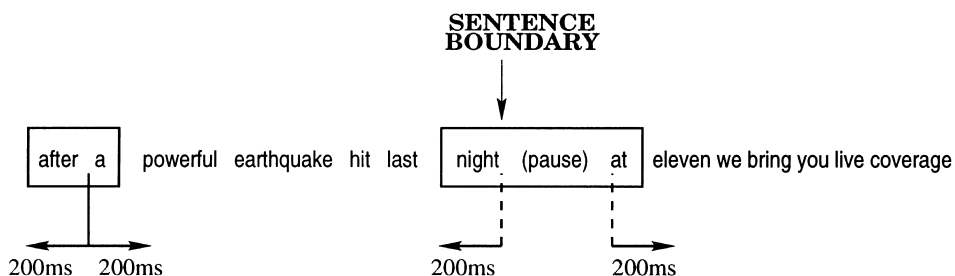 SENTENCE
BOUNDARY
after a powerful earthquake hit last night (pause) at eleven we bring you live coverage
200ms 200ms 200ms 200ms